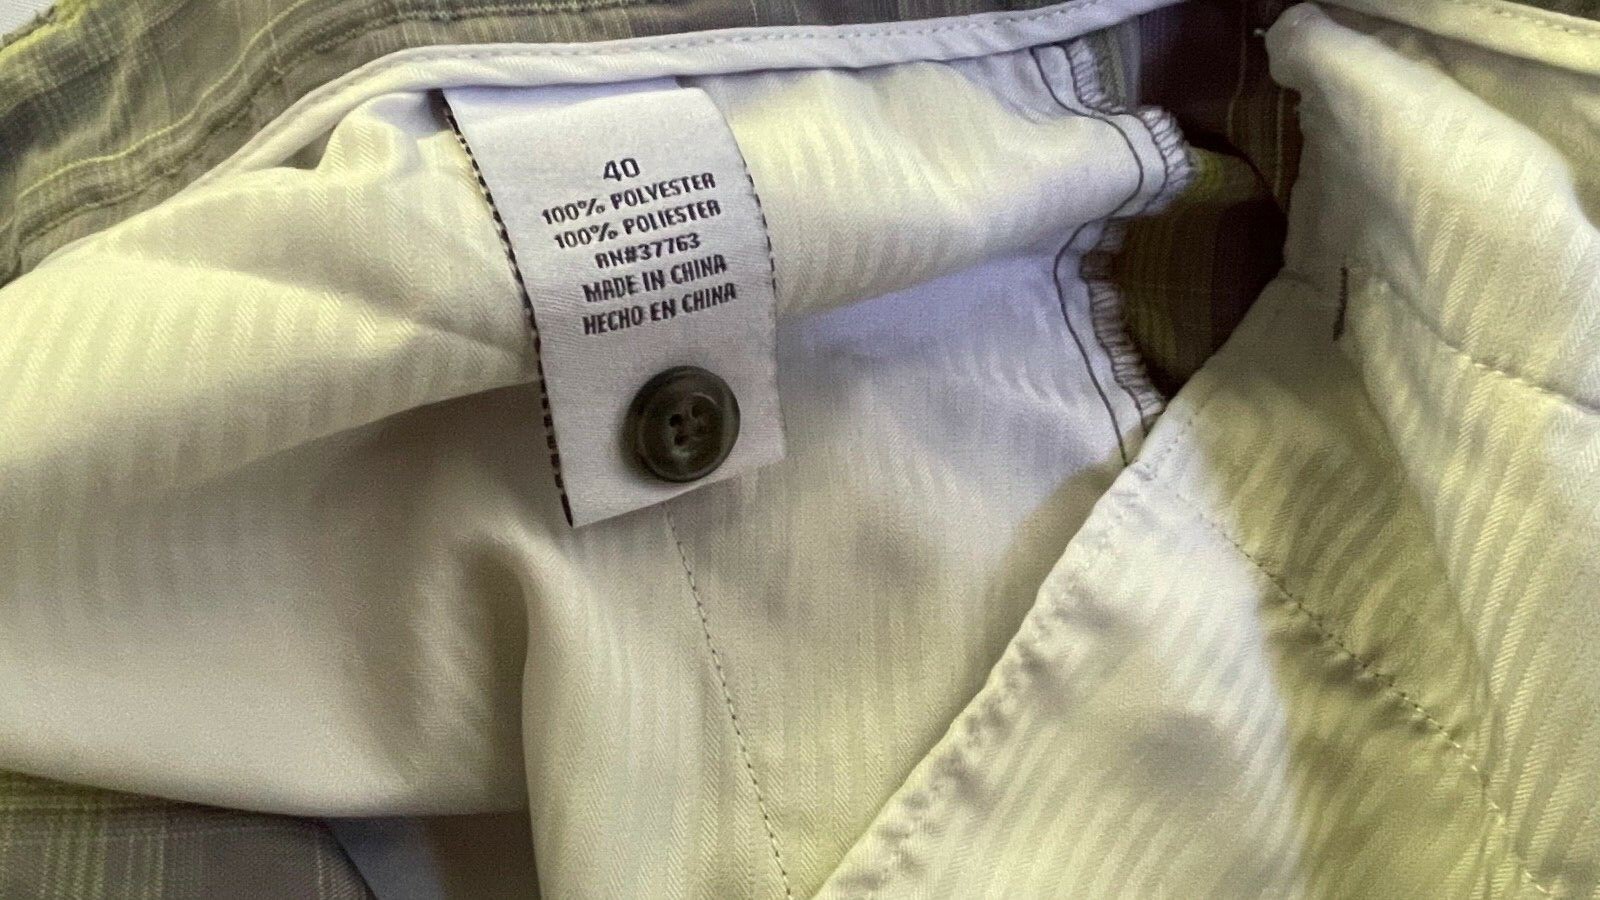 40
100% POLYESTER
100% POLIESTER
RN#37763
MADE IN CHINA
HECHO EN CHINA